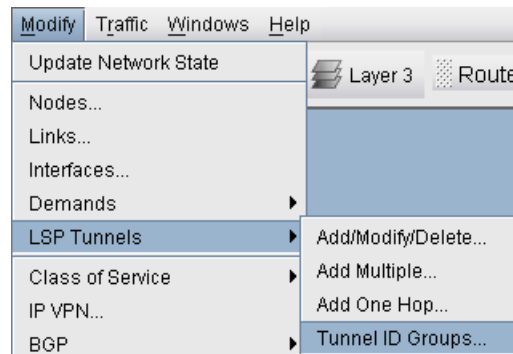 Modify Traffic Windows Help
Update Network State
Layer 3 Route
Nodes...
Links...
Interfaces...
Demands
LSP Tunnels
Add/Modify/Delete...
Class of Service
Add Multiple...
IP VPN...
Add One Hop...
BGP
Tunnel ID Groups...